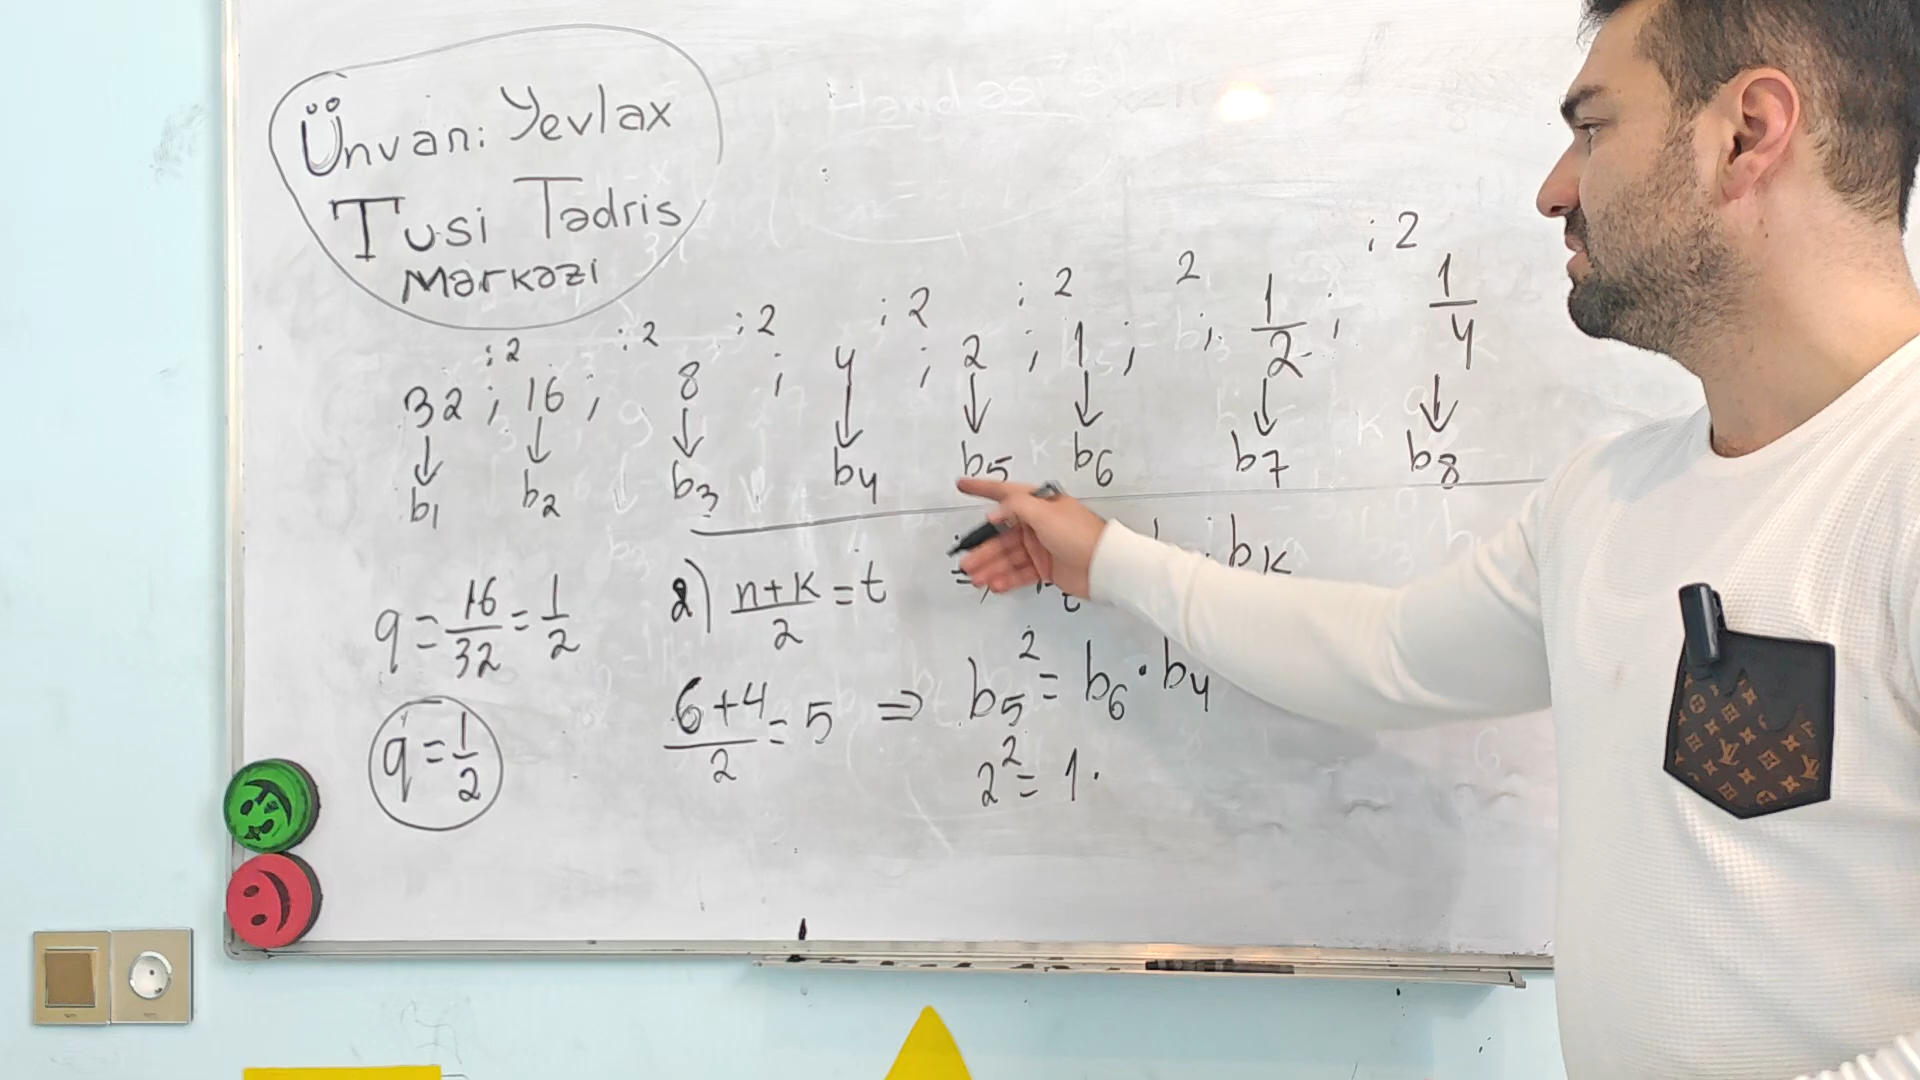 Ünvan: Yevlax
Tusi Tədris
Mərkəzi
:2 :2 :2 :2 :2 2 :2
32 ; 16 ; 8 ; 4 ; 2 ; 1 ; 1/2 ; 1/4
b₁ b₂ b₃ b₄ b₅ b₆ b₇ b₈
q = 16/32 = 1/2
q = 1/2
2) (n+k)/2 = t ⇒ · bₖ
(6+4)/2 = 5 ⇒ b₅² = b₆ · b₄
2² = 1 ·